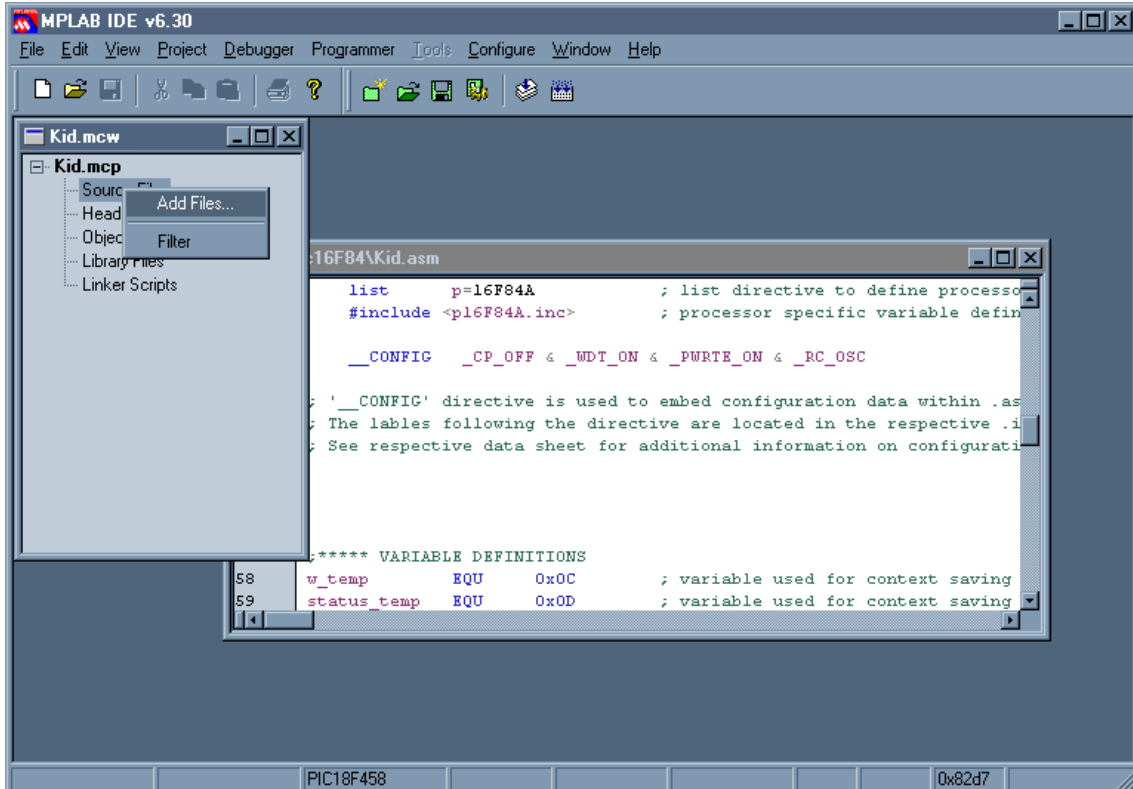 MPLAB IDE v6.30
File Edit View Project Debugger Programmer Tools Configure Window Help
Kid.mcw
Kid.mcp
Add Files...
Filter
Library Files
Linker Scripts
16F84\Kid.asm
list p=16F84A ; list directive to define processo
#include <p16F84A.inc> ; processor specific variable defin
__CONFIG _CP_OFF & _WDT_ON & _PWRTE_ON & _RC_OSC
; '__CONFIG' directive is used to embed configuration data within .as
; The lables following the directive are located in the respective .i
; See respective data sheet for additional information on configurati
;***** VARIABLE DEFINITIONS
58 w_temp EQU 0x0C ; variable used for context saving
59 status_temp EQU 0x0D ; variable used for context saving
PIC18F458 0x82d7